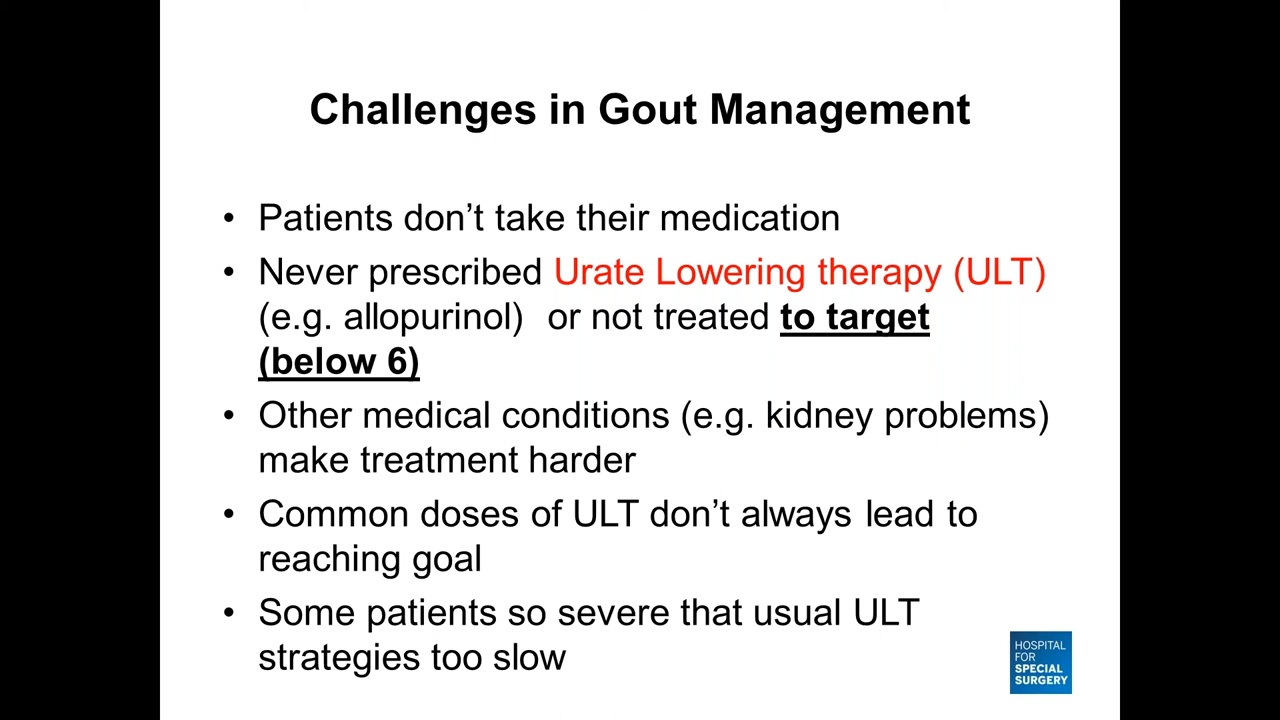 Challenges in Gout Management
• Patients don’t take their medication
• Never prescribed Urate Lowering therapy (ULT)
(e.g. allopurinol) or not treated to target
(below 6)
• Other medical conditions (e.g. kidney problems)
make treatment harder
• Common doses of ULT don’t always lead to
reaching goal
• Some patients so severe that usual ULT
strategies too slow
HOSPITAL
FOR
SPECIAL
SURGERY